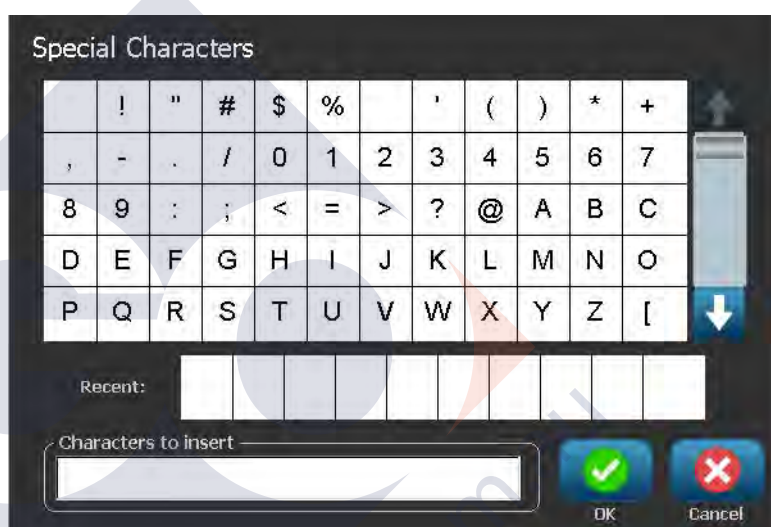 Special Characters
! " # $ % ' ( ) * +
, - . / 0 1 2 3 4 5 6 7
8 9 : ; < = > ? @ A B C
D E F G H I J K L M N O
P Q R S T U V W X Y Z [
Recent:
Characters to insert
OK Cancel